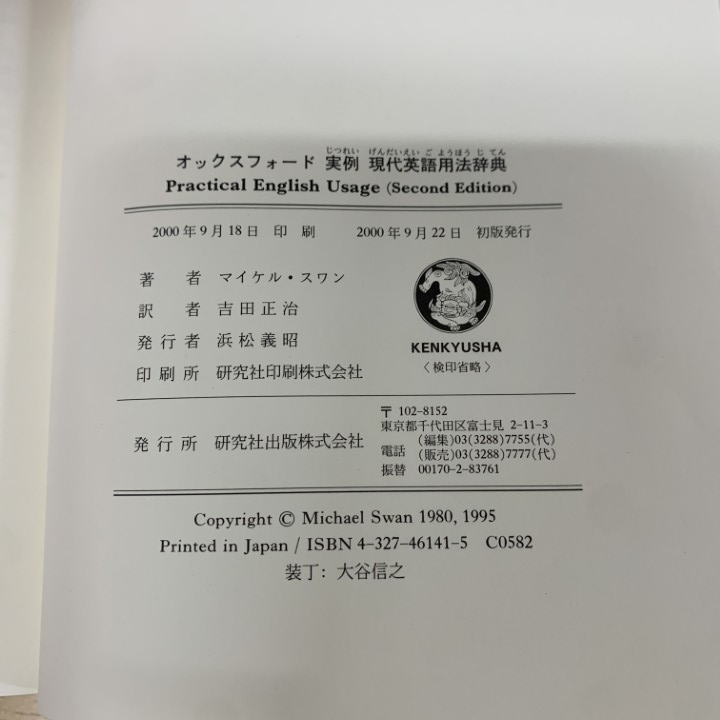 じつれい げんだいえいごようほうじてん
オックスフォード 実例 現代英語用法辞典
Practical English Usage (Second Edition)
2000年9月18日 印 刷 2000年9月22日 初版発行
著 者 マイケル・スワン
訳 者 吉田正治
発行者 浜松義昭
印刷所 研究社印刷株式会社
KENKYUSHA
〈検印省略〉
発行所 研究社出版株式会社
〒102-8152
東京都千代田区富士見 2-11-3
電話 (編集)03(3288)7755(代)
(販売)03(3288)7777(代)
振替 00170-2-83761
Copyright © Michael Swan 1980, 1995
Printed in Japan / ISBN 4-327-46141-5 C0582
装丁: 大谷信之